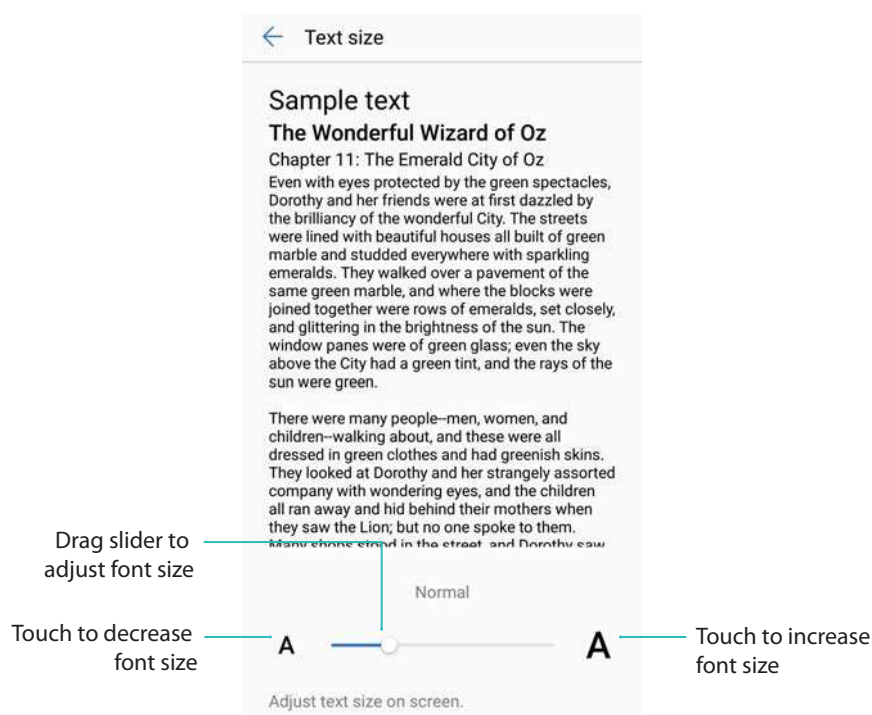 Text size
Sample text
The Wonderful Wizard of Oz
Chapter 11: The Emerald City of Oz
Even with eyes protected by the green spectacles,
Dorothy and her friends were at first dazzled by
the brilliancy of the wonderful City. The streets
were lined with beautiful houses all built of green
marble and studded everywhere with sparkling
emeralds. They walked over a pavement of the
same green marble, and where the blocks were
joined together were rows of emeralds, set closely,
and glittering in the brightness of the sun. The
window panes were of green glass; even the sky
above the City had a green tint, and the rays of the
sun were green.
There were many people--men, women, and
children--walking about, and these were all
dressed in green clothes and had greenish skins.
They looked at Dorothy and her strangely assorted
company with wondering eyes, and the children
all ran away and hid behind their mothers when
they saw the Lion; but no one spoke to them.
Many shops stood in the street, and Dorothy saw
Drag slider to
adjust font size
Normal
Touch to decrease
font size
A
A
Touch to increase
font size
Adjust text size on screen.